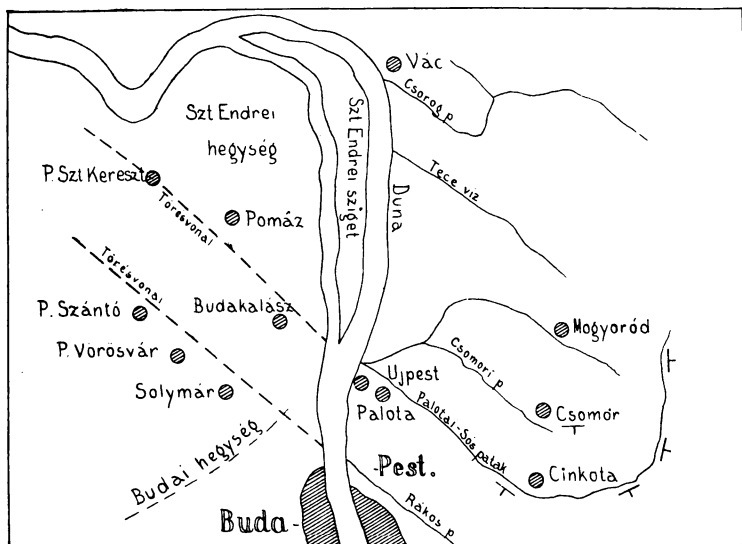 Vác
Csorog p
Szt Endrei
hegység
Szt Endrei sziget
Duna
Tece víz
P. Szt Kereszt
Törésvonal
Pomáz
Törésvonal
P. Szántó
Budakalász
Mogyoród
P. Vörösvár
Csomori p
Ujpest
Solymár
Palota
Palotai-Sós patak
Csomór
Budai hegység
Pest.
Cinkota
Rákos p
Buda